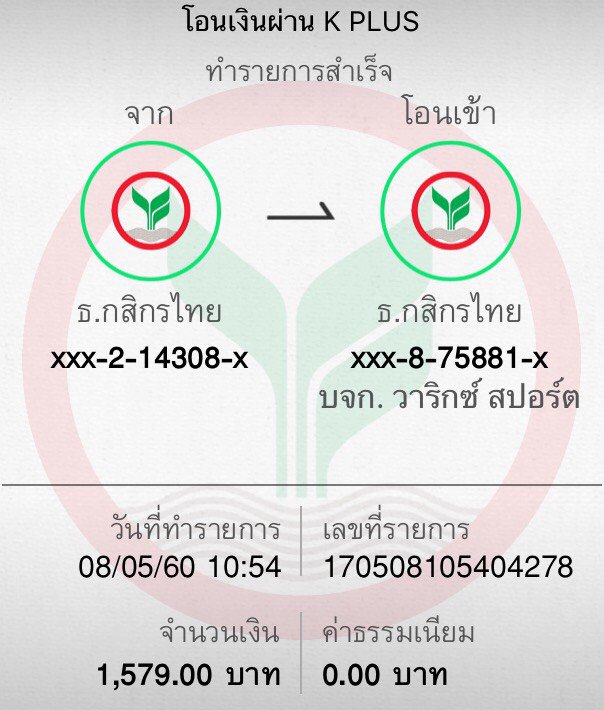 โอนเงินผ่าน K PLUS
ทำรายการสำเร็จ
จาก
โอนเข้า
ธ.กสิกรไทย
xxx-2-14308-x
ธ.กสิกรไทย
xxx-8-75881-x
บจก. วาริกซ์ สปอร์ต
วันที่ทำรายการ
08/05/60 10:54
เลขที่รายการ
170508105404278
จำนวนเงิน
1,579.00 บาท
ค่าธรรมเนียม
0.00 บาท